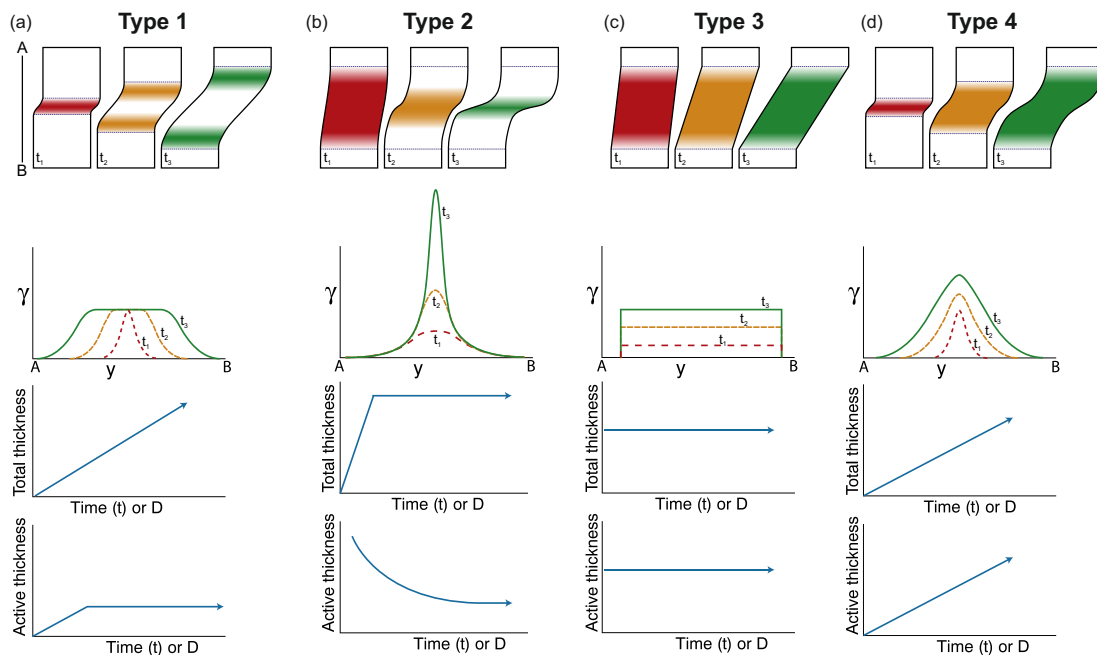 (a) Type 1
A
B
t₁
t₂
t₃
γ
t₁
t₂
t₃
A
y
B
Total thickness
Time (t) or D
Active thickness
Time (t) or D
(b) Type 2
t₁
t₂
t₃
γ
t₃
t₂
t₁
A
y
B
Total thickness
Time (t) or D
Active thickness
Time (t) or D
(c) Type 3
t₁
t₂
t₃
γ
t₃
t₂
t₁
A
y
B
Total thickness
Time (t) or D
Active thickness
Time (t) or D
(d) Type 4
t₁
t₂
t₃
γ
t₃
t₂
t₁
A
y
B
Total thickness
Time (t) or D
Active thickness
Time (t) or D